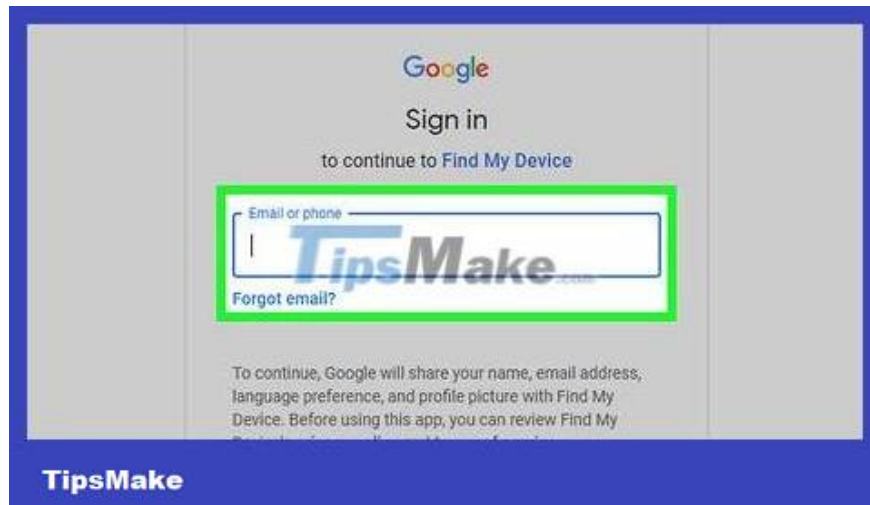 Google
Sign in
to continue to Find My Device
Email or phone
TipsMake.com
Forgot email?
To continue, Google will share your name, email address,
language preference, and profile picture with Find My
Device. Before using this app, you can review Find My
TipsMake